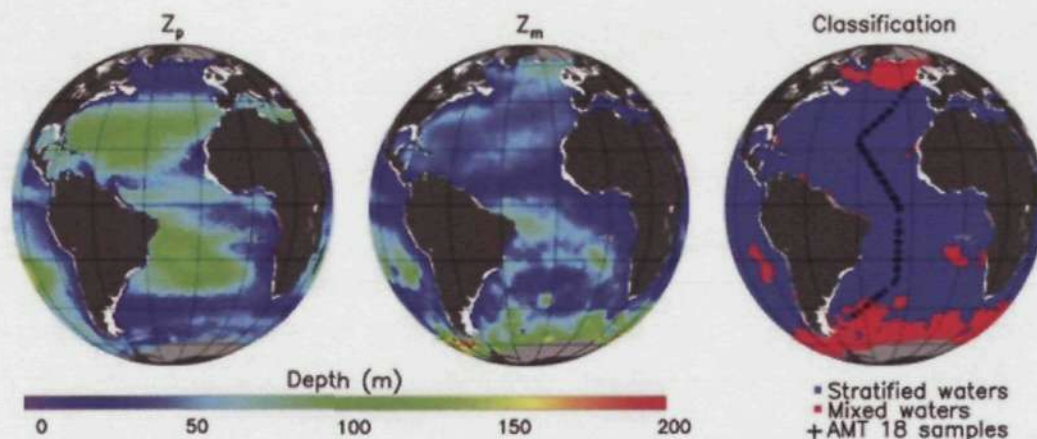 Zp
Zm
Classification
Depth (m)
0 50 100 150 200
Stratified waters
Mixed waters
+ AMT 18 samples